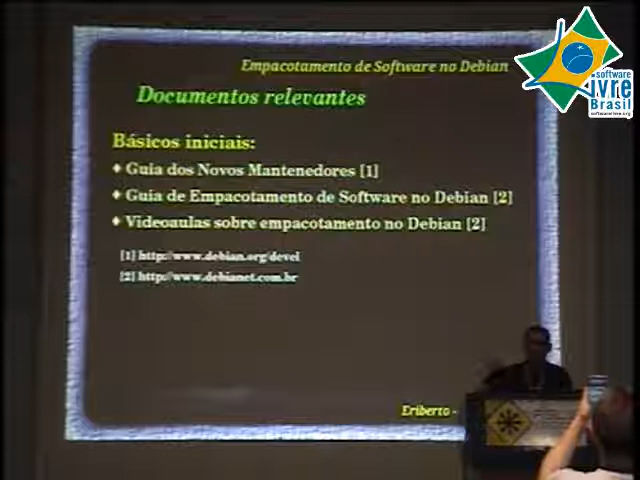 Empacotamento de Software no Debian
Documentos relevantes
Básicos iniciais:
Guia dos Novos Mantenedores [1]
Guia de Empacotamento de Software no Debian [2]
Videoaulas sobre empacotamento no Debian [2]
[1] http://www.debian.org/devel
[2] http://www.debianet.com.br
Eriberto -
software
livre
Brasil
softwarelivre.org